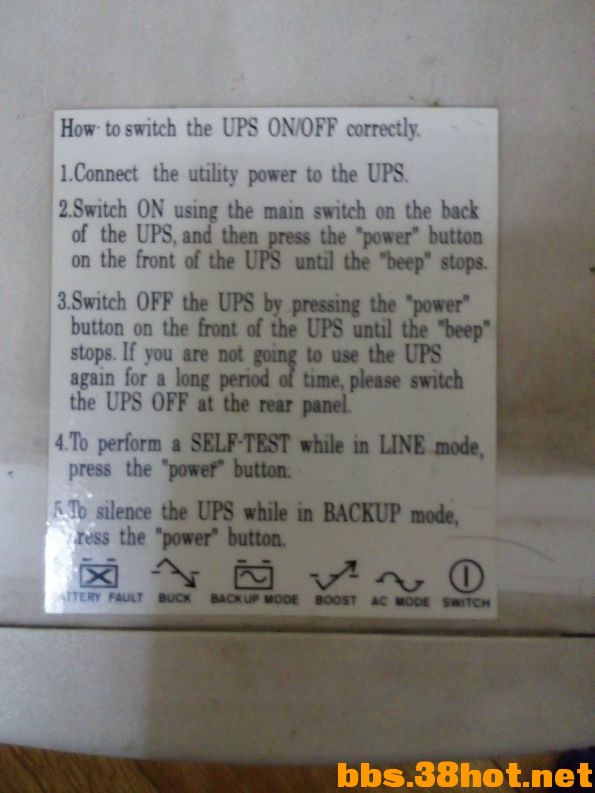 How to switch the UPS ON/OFF correctly.
1.Connect the utility power to the UPS.
2.Switch ON using the main switch on the back
of the UPS, and then press the "power" button
on the front of the UPS until the "beep" stops.
3.Switch OFF the UPS by pressing the "power"
button on the front of the UPS until the "beep"
stops. If you are not going to use the UPS
again for a long period of time, please switch
the UPS OFF at the rear panel.
4.To perform a SELF-TEST while in LINE mode,
press the "power" button.
5.To silence the UPS while in BACKUP mode,
press the "power" button.
BATTERY FAULT BUCK BACKUP MODE BOOST AC MODE SWITCH
bbs.38hot.net